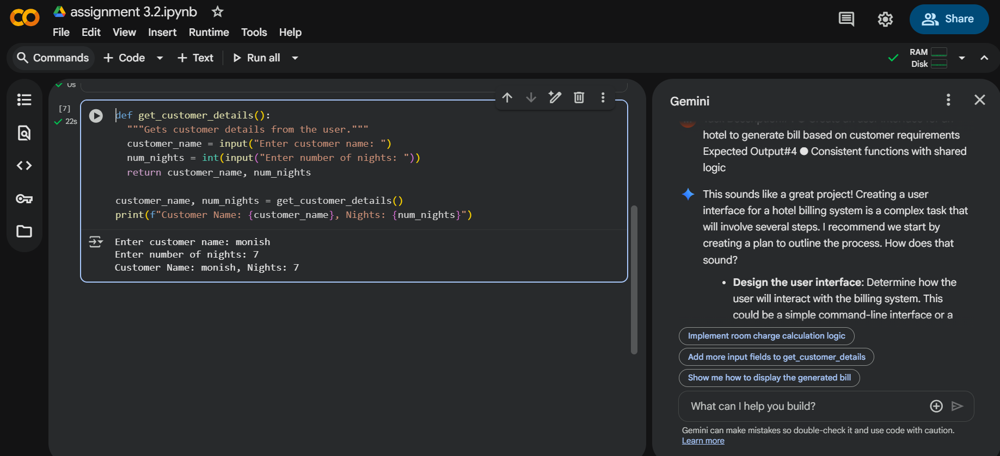 assignment 3.2.ipynb
File Edit View Insert Runtime Tools Help
Share
Commands + Code + Text Run all
RAM
Disk
0s
[7]
22s
def get_customer_details():
"""Gets customer details from the user."""
customer_name = input("Enter customer name: ")
num_nights = int(input("Enter number of nights: "))
return customer_name, num_nights
customer_name, num_nights = get_customer_details()
print(f"Customer Name: {customer_name}, Nights: {num_nights}")
Enter customer name: monish
Enter number of nights: 7
Customer Name: monish, Nights: 7
Gemini
hotel to generate bill based on customer requirements
Expected Output#4 ● Consistent functions with shared
logic
This sounds like a great project! Creating a user
interface for a hotel billing system is a complex task that
will involve several steps. I recommend we start by
creating a plan to outline the process. How does that
sound?
• Design the user interface: Determine how the
user will interact with the billing system. This
could be a simple command-line interface or a
Implement room charge calculation logic
Add more input fields to get_customer_details
Show me how to display the generated bill
What can I help you build?
Gemini can make mistakes so double-check it and use code with caution.
Learn more